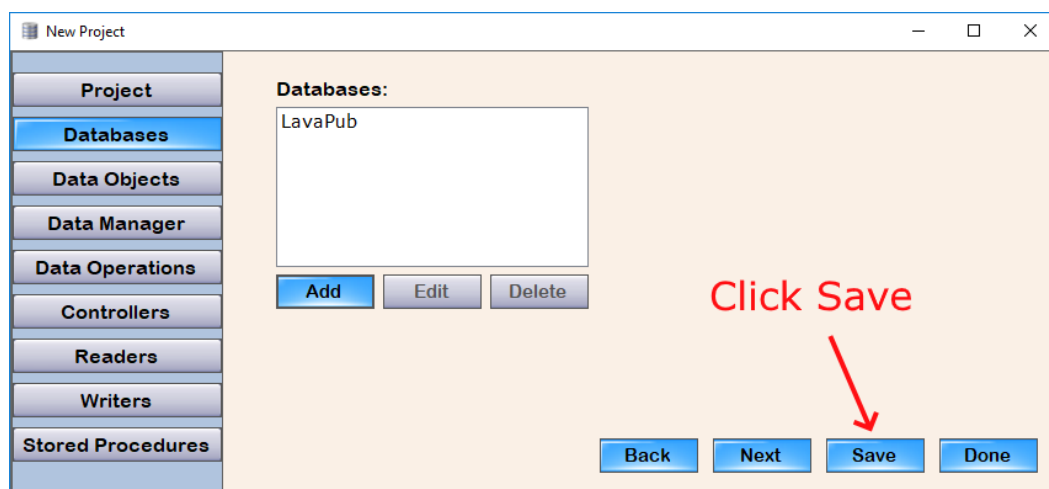 New Project
Project
Databases
Data Objects
Data Manager
Data Operations
Controllers
Readers
Writers
Stored Procedures
Databases:
LavaPub
Add Edit Delete
Click Save
Back Next Save Done